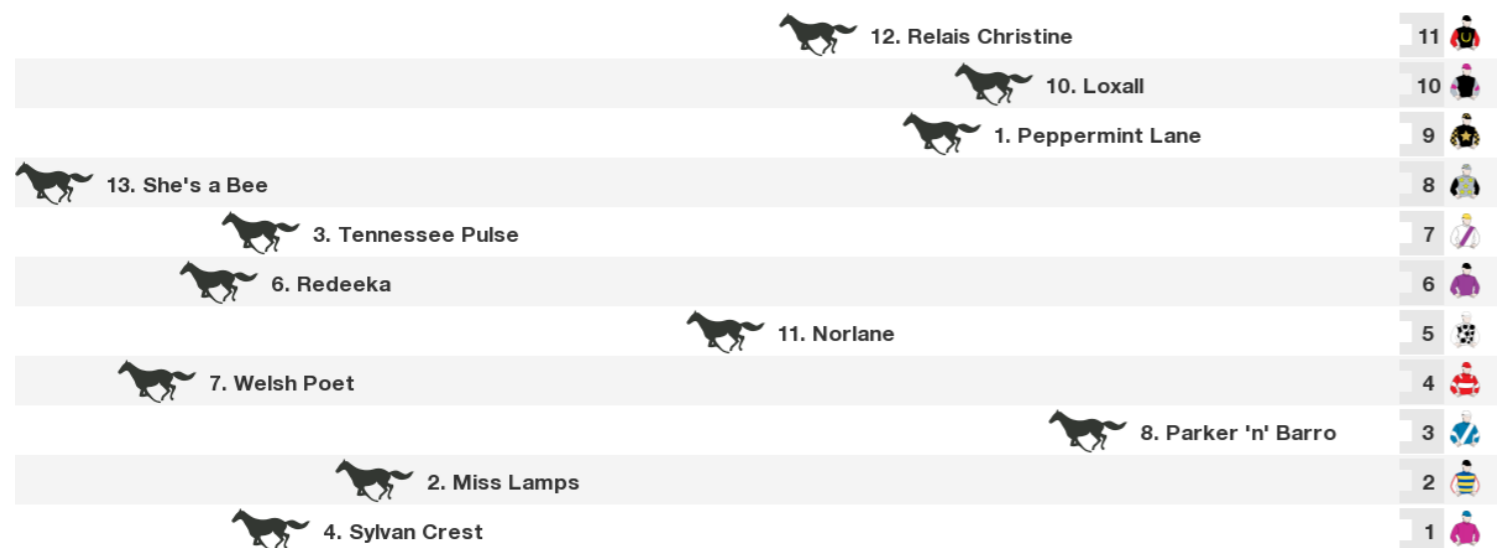 12. Relais Christine 11
10. Loxall 10
1. Peppermint Lane 9
13. She's a Bee 8
3. Tennessee Pulse 7
6. Redeeka 6
11. Norlane 5
7. Welsh Poet 4
8. Parker 'n' Barro 3
2. Miss Lamps 2
4. Sylvan Crest 1